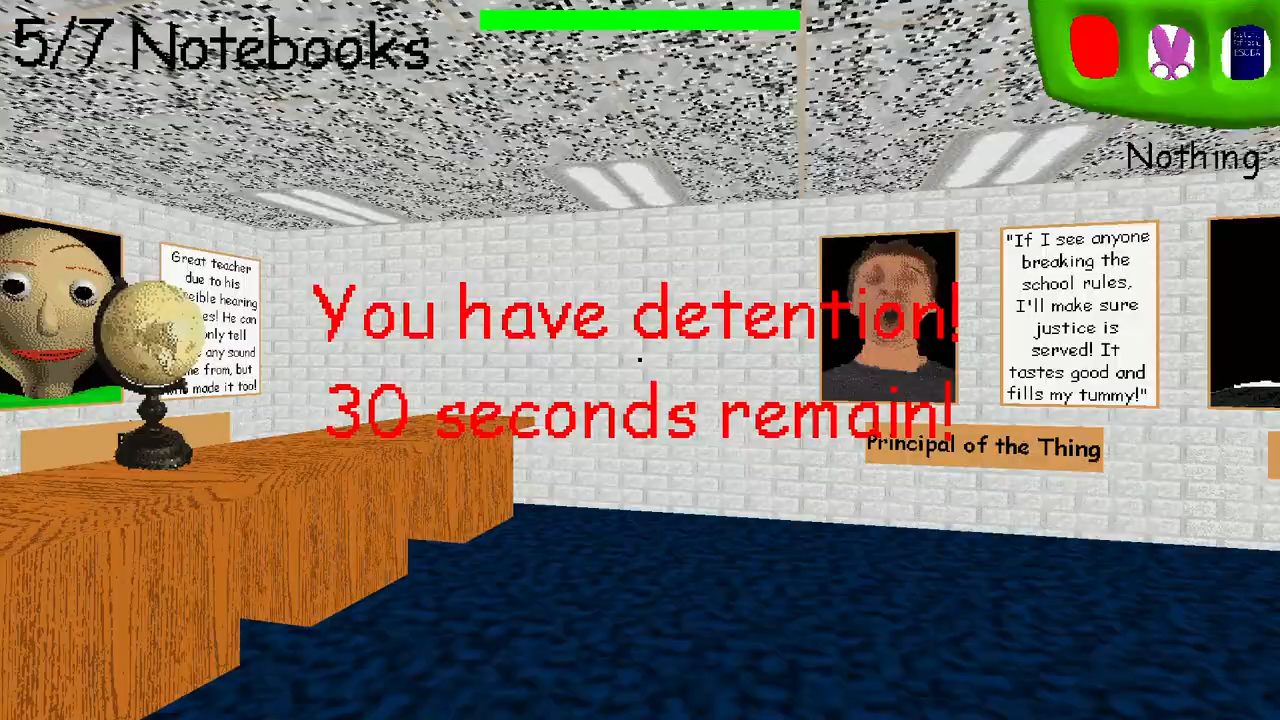 5/7 Notebooks
Nothing
Great teacher
due to his
hearing
He can
only tell
any sound
from, but
made it too!
You have detention!
30 seconds remain!
"If I see anyone
breaking the
school rules,
I'll make sure
justice is
served! It
tastes good and
fills my tummy!"
Principal of the Thing